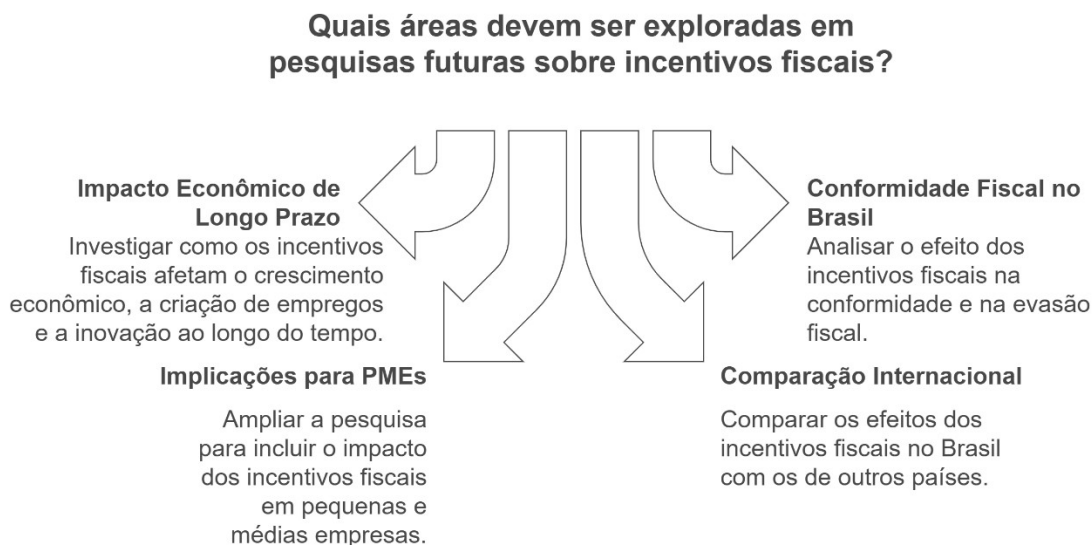 Quais áreas devem ser exploradas em
pesquisas futuras sobre incentivos fiscais?
Impacto Econômico de
Longo Prazo
Investigar como os incentivos
fiscais afetam o crescimento
econômico, a criação de empregos
e a inovação ao longo do tempo.
Conformidade Fiscal no
Brasil
Analisar o efeito dos
incentivos fiscais na
conformidade e na evasão
fiscal.
Implicações para PMEs
Ampliar a pesquisa
para incluir o impacto
dos incentivos fiscais
em pequenas e
médias empresas.
Comparação Internacional
Comparar os efeitos dos
incentivos fiscais no Brasil
com os de outros países.